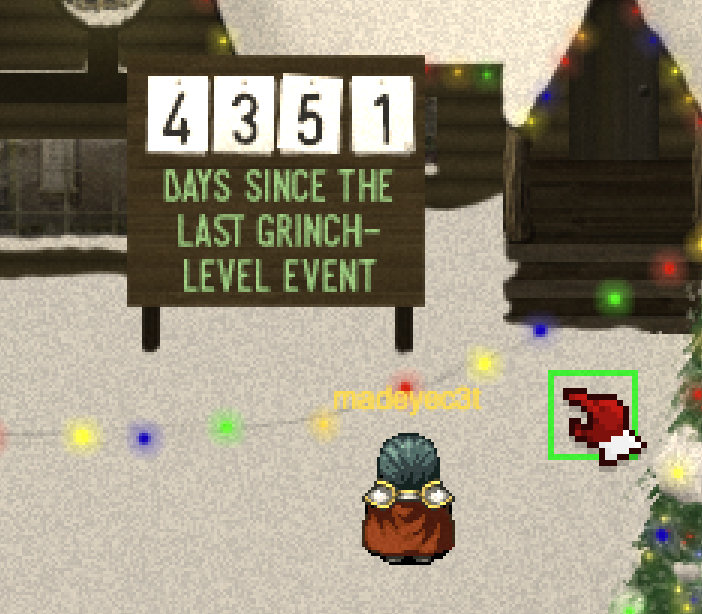 4351
DAYS SINCE THE
LAST GRINCH-
LEVEL EVENT
madeyec3t